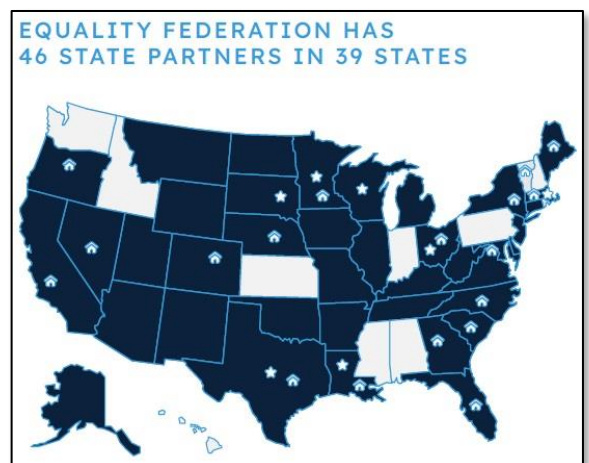 EQUALITY FEDERATION HAS
46 STATE PARTNERS IN 39 STATES